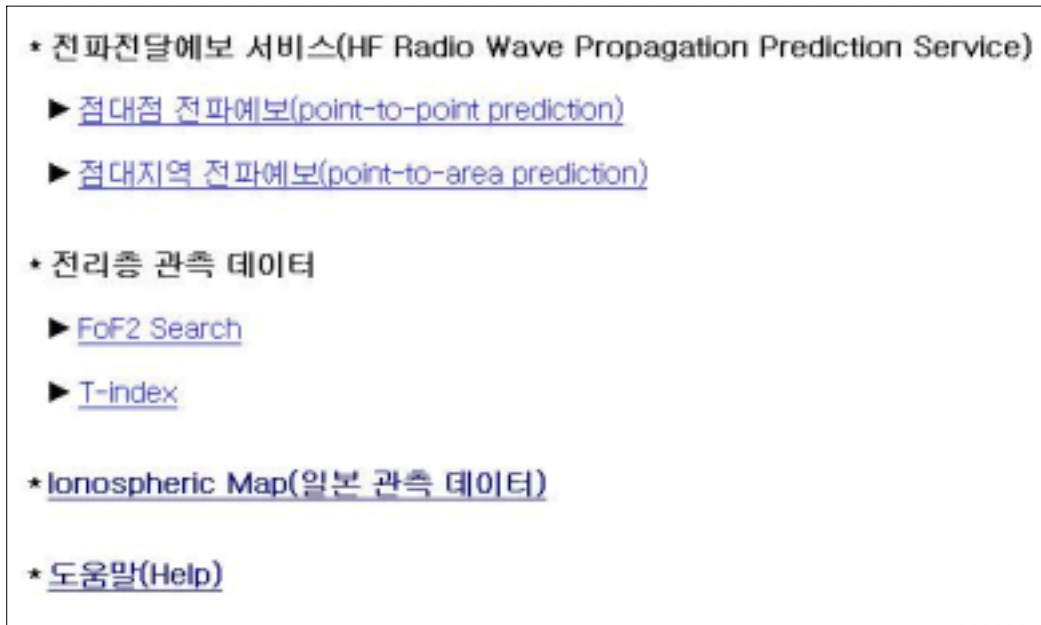 * 전파전달예보 서비스(HF Radio Wave Propagation Prediction Service)
▶ 점대점 전파예보(point-to-point prediction)
▶ 점대지역 전파예보(point-to-area prediction)
* 전리층 관측 데이터
▶ FoF2 Search
▶ T-index
* Ionospheric Map(일본 관측 데이터)
* 도움말(Help)